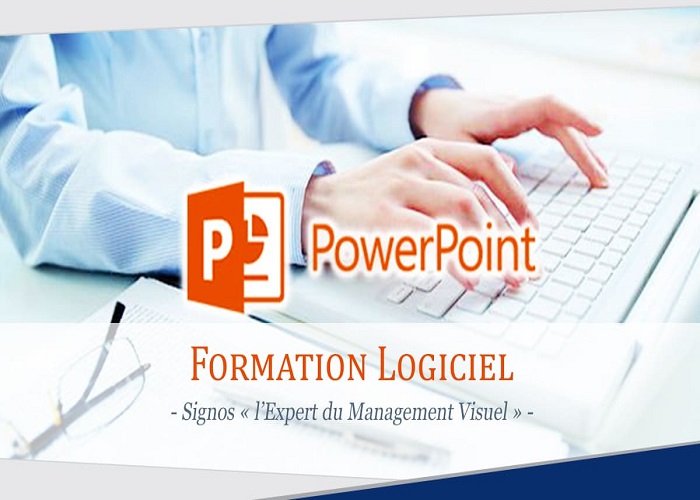 P
PowerPoint
FORMATION LOGICIEL
- Signos « l’Expert du Management Visuel » -